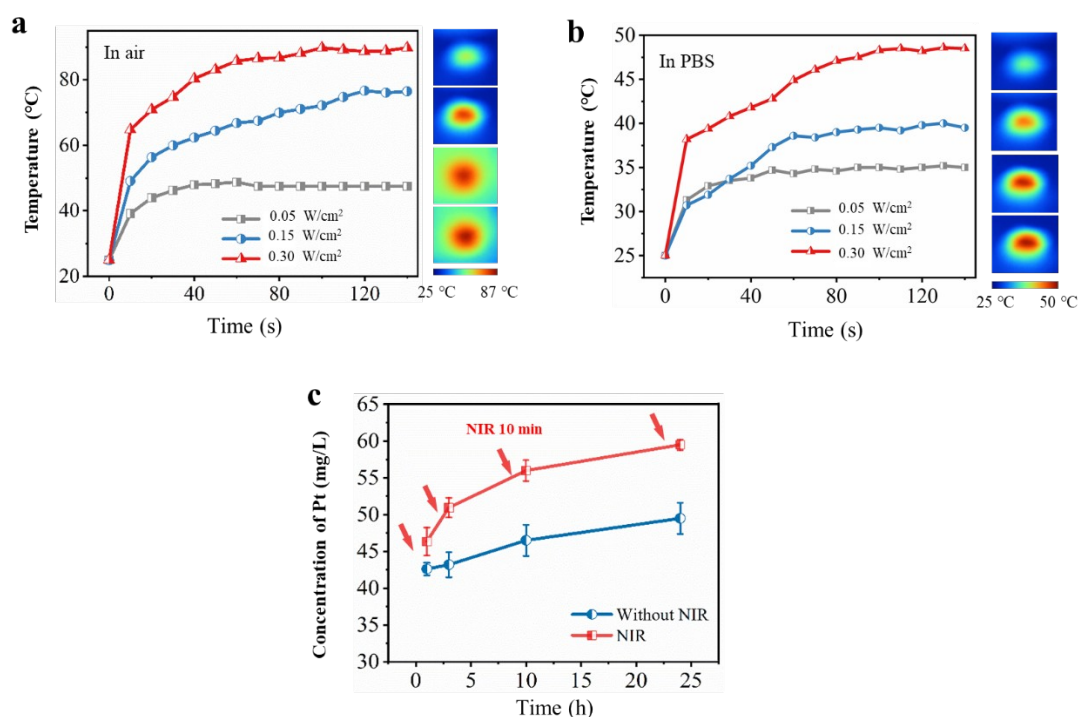 a
In air
Temperature (℃)
80
60
40
20
0.05 W/cm²
0.15 W/cm²
0.30 W/cm²
0 40 80 120
Time (s)
25 ℃ 87 ℃
b
In PBS
Temperature (℃)
50
45
40
35
30
25
0.05 W/cm²
0.15 W/cm²
0.30 W/cm²
0 40 80 120
Time (s)
25 ℃ 50 ℃
c
NIR 10 min
Concentration of Pt (mg/L)
65
60
55
50
45
40
35
30
Without NIR
NIR
0 5 10 15 20 25
Time (h)